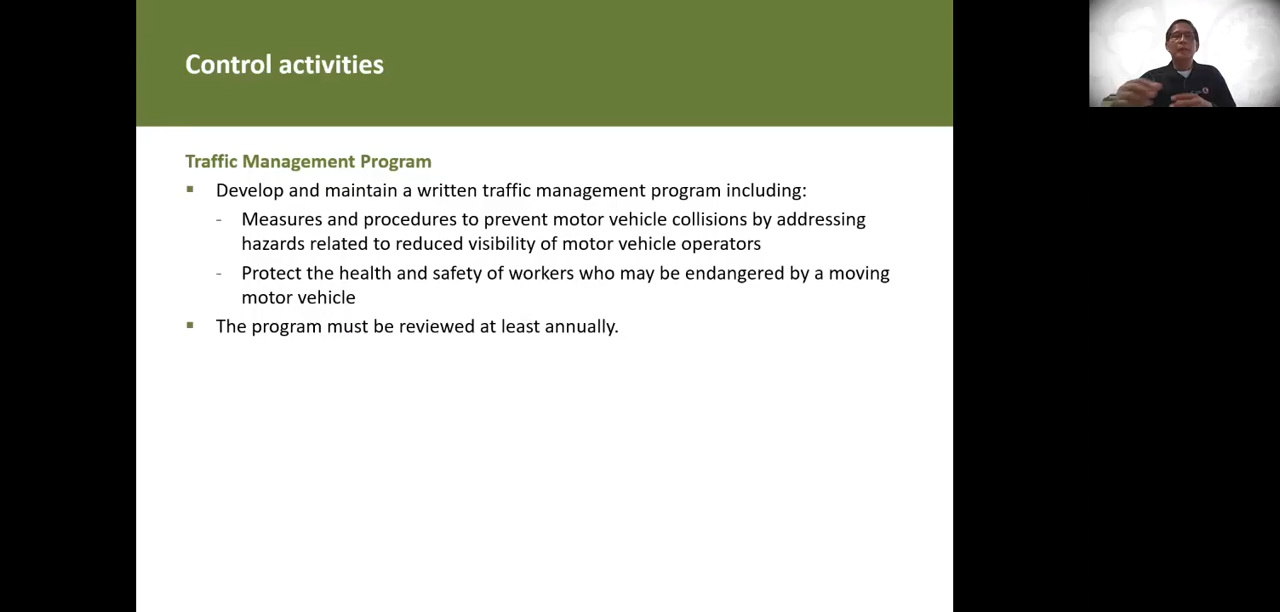 Control activities
Traffic Management Program
▪ Develop and maintain a written traffic management program including:
- Measures and procedures to prevent motor vehicle collisions by addressing
hazards related to reduced visibility of motor vehicle operators
- Protect the health and safety of workers who may be endangered by a moving
motor vehicle
▪ The program must be reviewed at least annually.